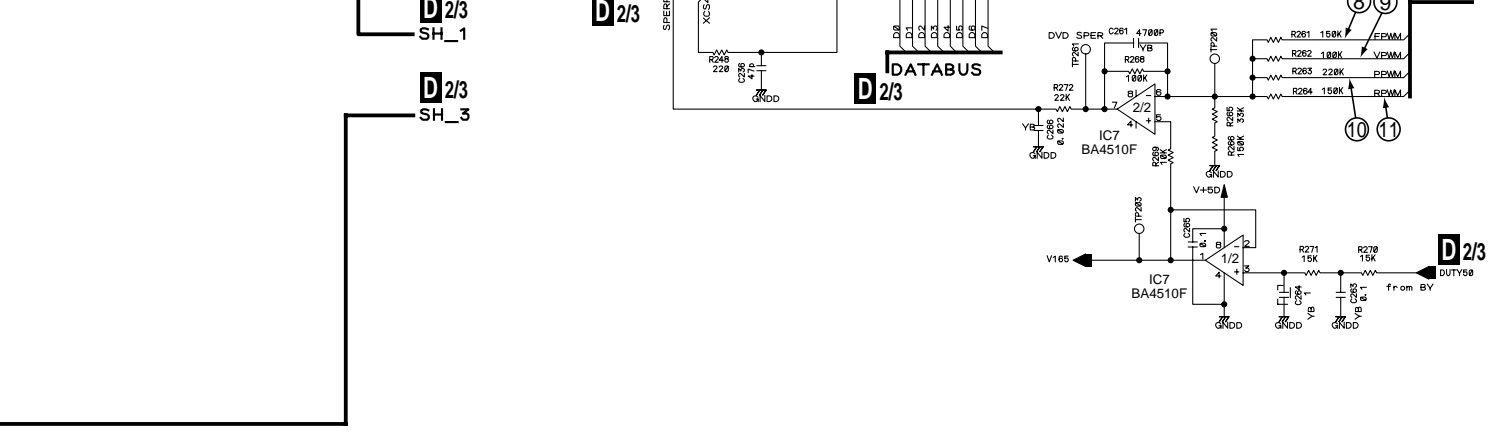 D 2/3
SH_1
D 2/3
SH_3
D 2/3
SPERF
XCS2
R248
220
C236
47p
GNDD
D0
D1
D2
D3
D4
D5
D6
D7
DATABUS
D 2/3
DVD SPER
TP261
C261 4700P
YB
R268
100K
R272
22K
7
8
2/2
6
5
4
IC7
BA4510F
YB
C266
0.022
GNDD
TP201
R261 150K FPWM
R262 100K VPWM
R263 220K PPWM
R264 150K RPWM
8
9
10
11
R265
33K
R266
150K
GNDD
R269
10K
V+5D
TP203
V165
C265
0.1
1
8
1/2
2
3
4
IC7
BA4510F
GNDD
R271
15K
R270
15K
C264
1
YB
GNDD
C263
0.1
YB
GNDD
D 2/3
DUTY50
from BY